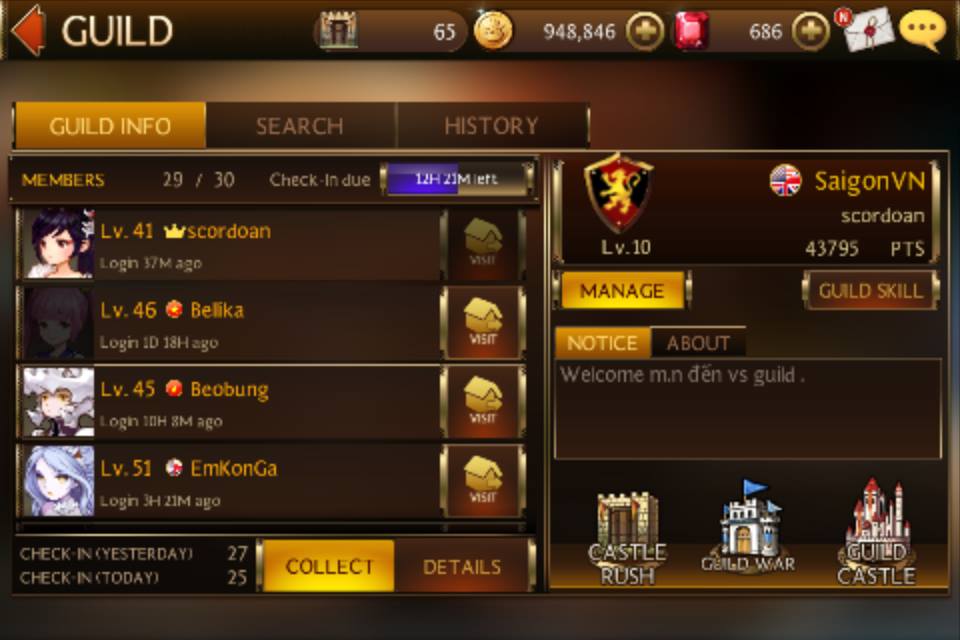 GUILD
65
948,846
686
N
GUILD INFO
SEARCH
HISTORY
MEMBERS 29 / 30 Check-In due 12H 21M left
Lv. 41 scordoan
Login 37M ago
VISIT
Lv. 46 Bellika
Login 1D 18H ago
VISIT
Lv. 45 Beobung
Login 10H 8M ago
VISIT
Lv. 51 EmKonGa
Login 3H 21M ago
VISIT
CHECK-IN (YESTERDAY) 27
CHECK-IN (TODAY) 25
COLLECT
DETAILS
SaigonVN
scordoan
Lv.10
43795 PTS
MANAGE
GUILD SKILL
NOTICE
ABOUT
Welcome m.n đến vs guild .
CASTLE
RUSH
GUILD WAR
GUILD
CASTLE